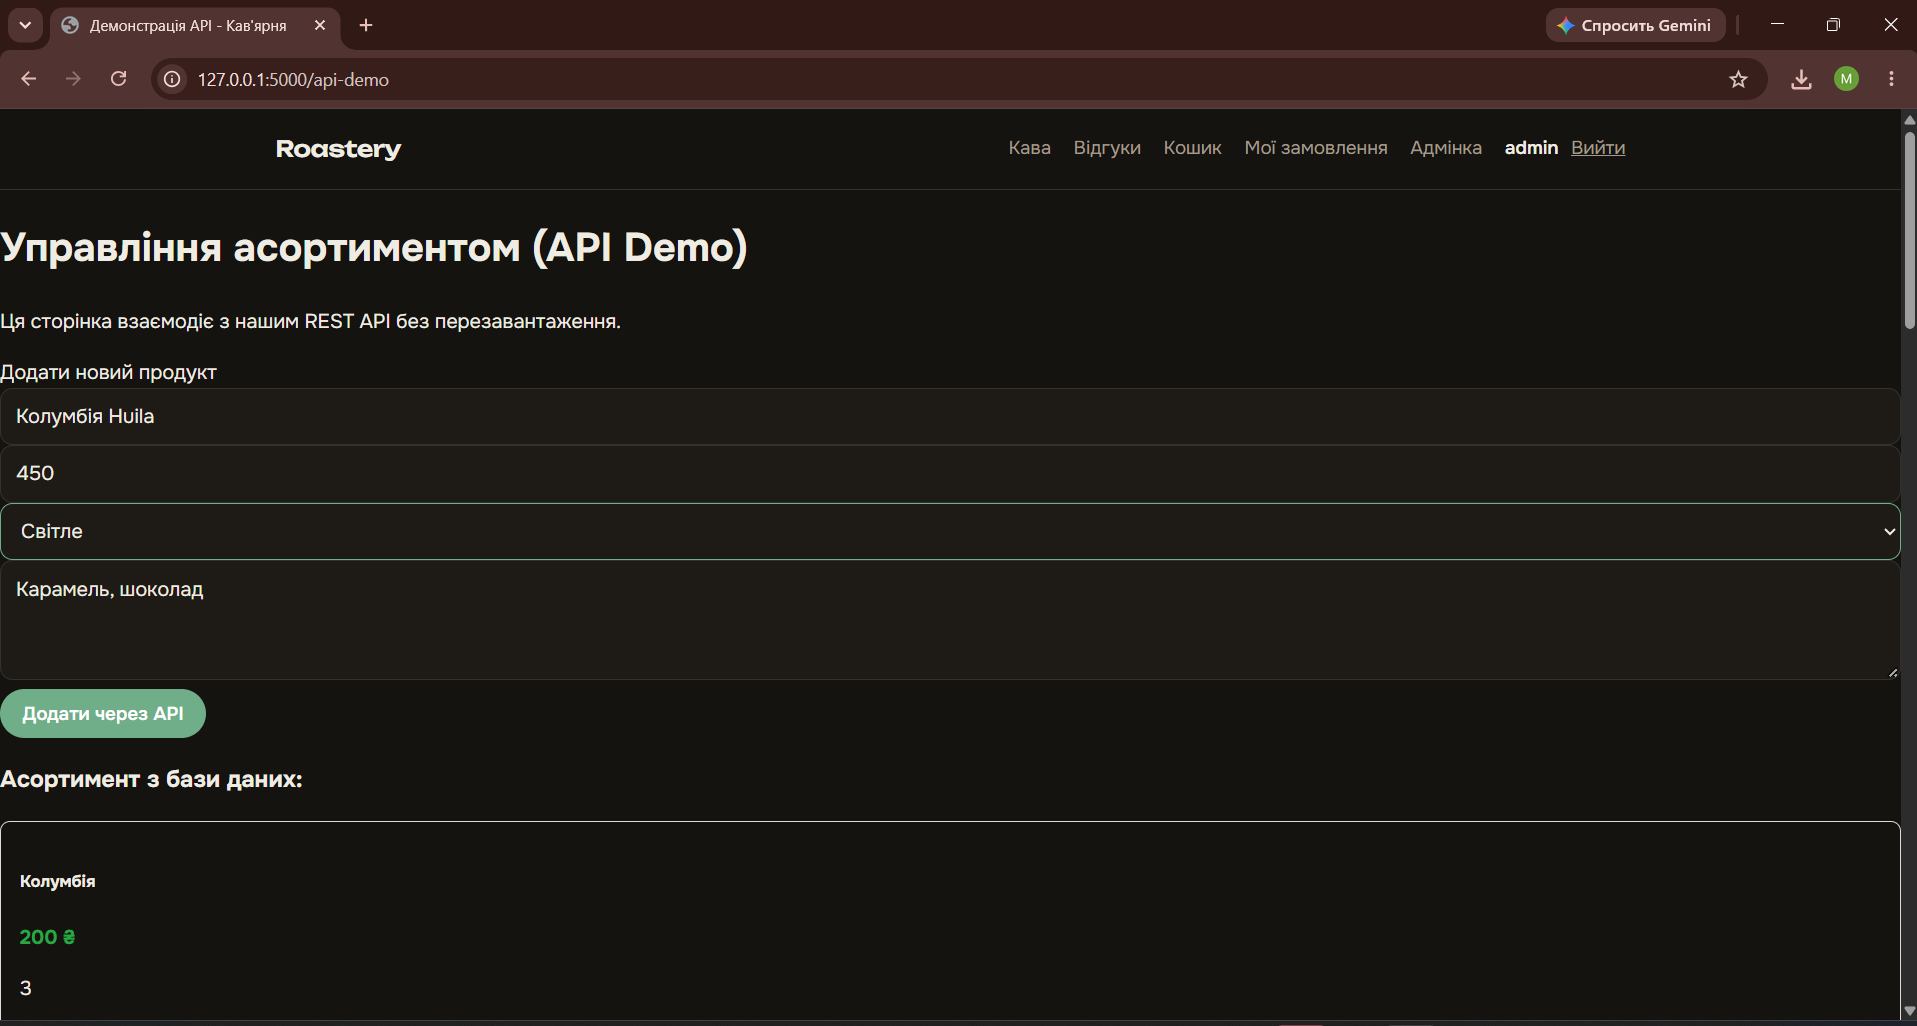 Демонстрація API - Кав'ярня
Спросить Gemini
127.0.0.1:5000/api-demo
M
Roastery
Кава Відгуки Кошик Мої замовлення Адмінка admin Вийти
Управління асортиментом (API Demo)
Ця сторінка взаємодіє з нашим REST API без перезавантаження.
Додати новий продукт
Колумбія Huila
450
Світле
Карамель, шоколад
Додати через API
Асортимент з бази даних:
Колумбія
200 ₴
3